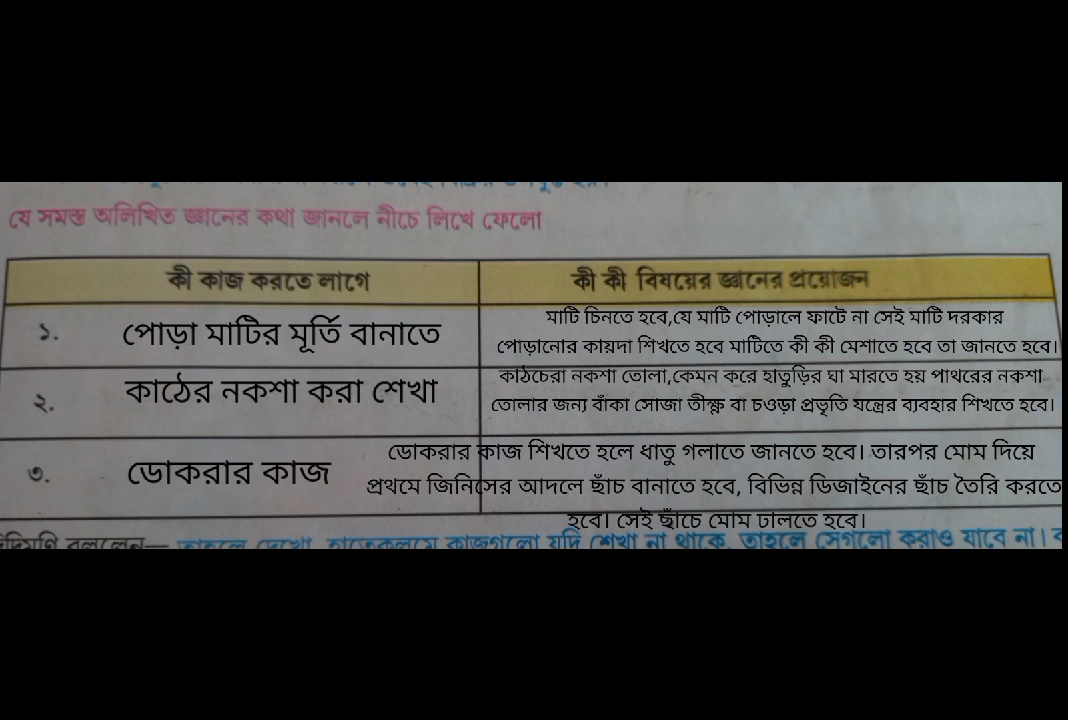 যে সমস্ত অলিখিত জ্ঞানের কথা জানলে নীচে লিখে ফেলো
কী কাজ করতে লাগে
কী কী বিষয়ের জ্ঞানের প্রয়োজন
১. পোড়া মাটির মূর্তি বানাতে
মাটি চিনতে হবে,যে মাটি পোড়ালে ফাটে না সেই মাটি দরকার
পোড়ানোর কায়দা শিখতে হবে মাটিতে কী কী মেশাতে হবে তা জানতে হবে।
২. কাঠের নকশা করা শেখা
কাঠচেরা নকশা তোলা,কেমন করে হাতুড়ির ঘা মারতে হয় পাথরের নকশা
তোলার জন্য বাঁকা সোজা তীক্ষ্ণ বা চওড়া প্রভৃতি যন্ত্রের ব্যবহার শিখতে হবে।
৩. ডোকরার কাজ
ডোকরার কাজ শিখতে হলে ধাতু গলাতে জানতে হবে। তারপর মোম দিয়ে
প্রথমে জিনিসের আদলে ছাঁচ বানাতে হবে, বিভিন্ন ডিজাইনের ছাঁচ তৈরি করতে
হবে। সেই ছাঁচে মোম ঢালতে হবে।
দিদিমণি বললেন— তাহলে দেখো, হাতেকলমে কাজগুলো যদি শেখা না থাকে, তাহলে সেগুলো করাও যাবে না।